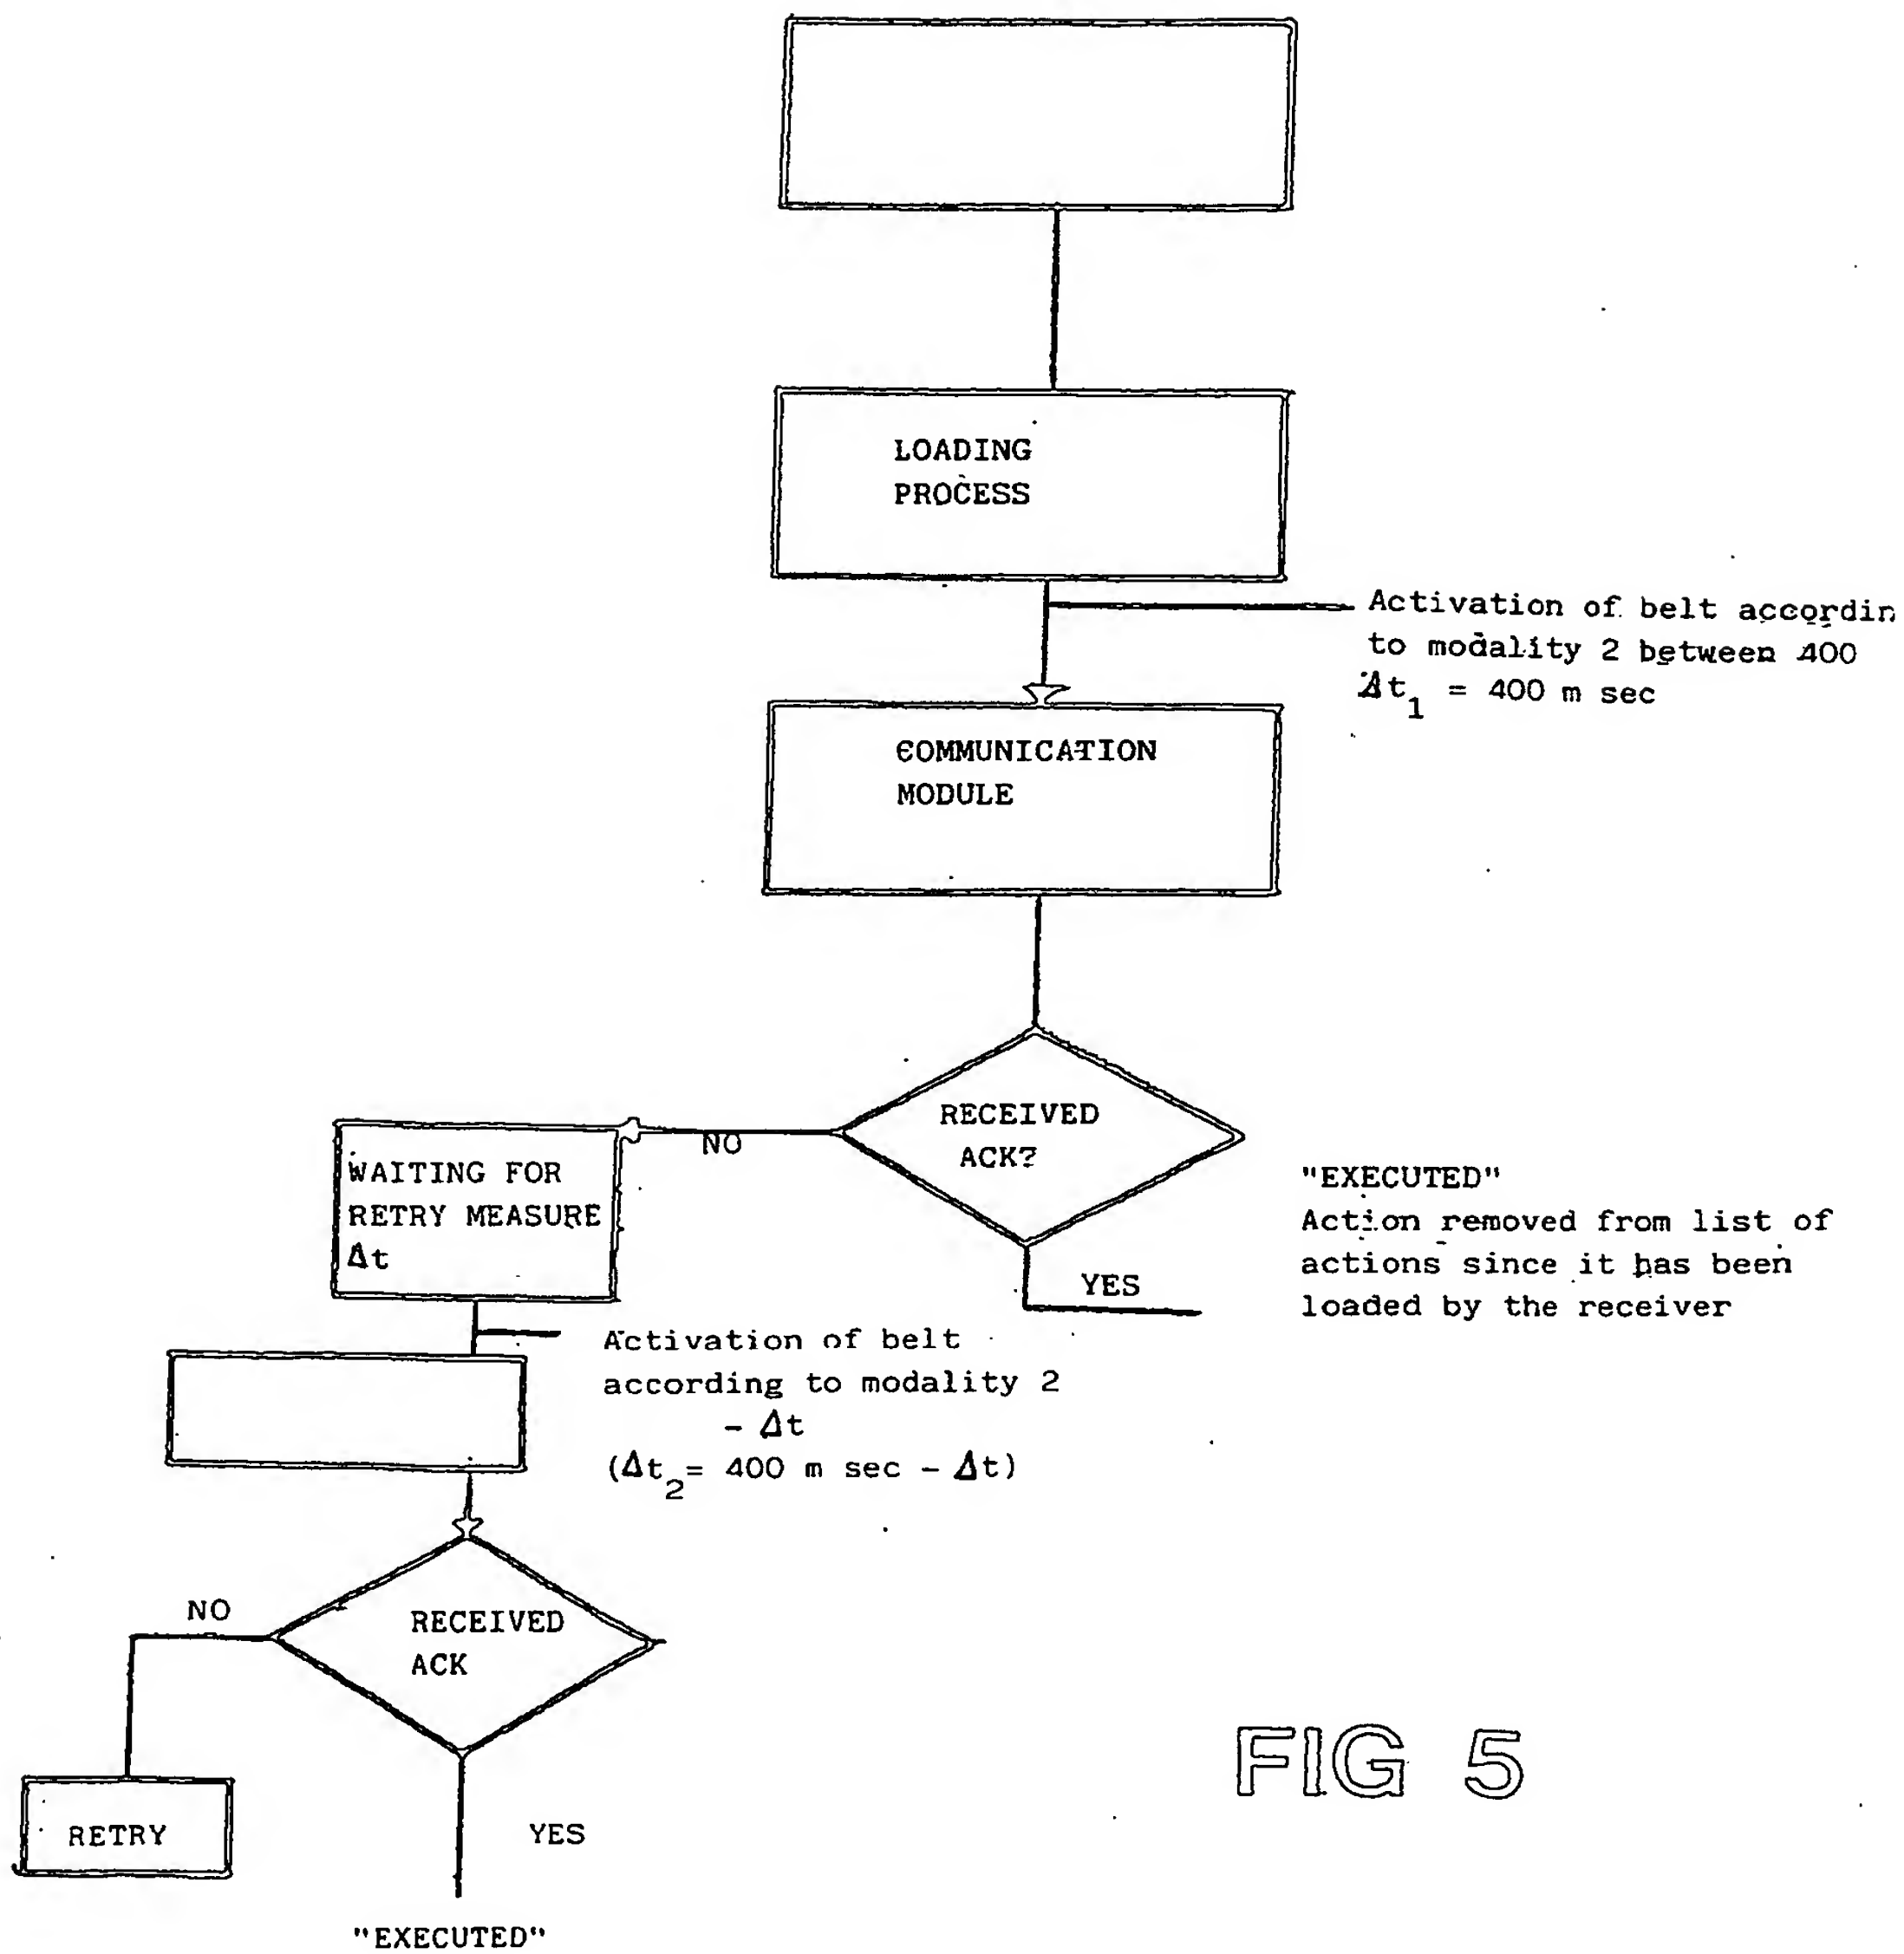 LOADING
PROCESS
Activation of belt accordin
to modality 2 between 400
Δt₁ = 400 m sec
COMMUNICATION
MODULE
RECEIVED
ACK?
NO
WAITING FOR
RETRY MEASURE
Δt
YES
"EXECUTED"
Action removed from list of
actions since it has been
loaded by the receiver
Activation of belt
according to modality 2
- Δt
(Δt₂= 400 m sec - Δt)
NO
RECEIVED
ACK
RETRY
YES
"EXECUTED"
FIG 5